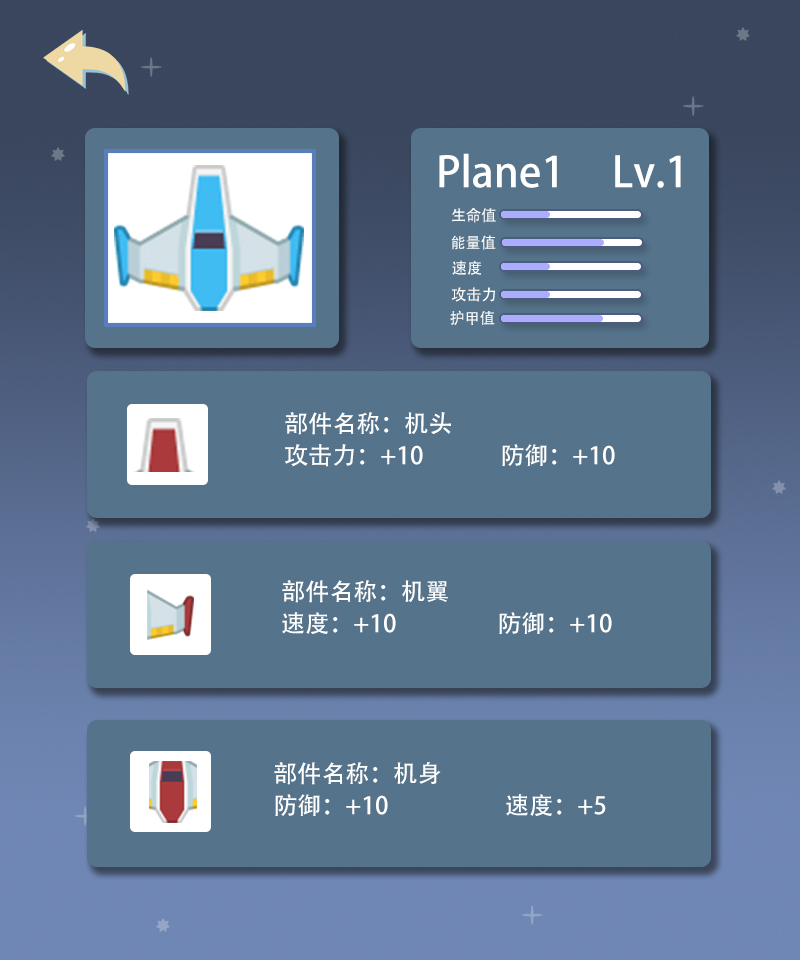 Plane1 Lv.1
生命值
能量值
速度
攻击力
护甲值
部件名称：机头
攻击力：+10 防御：+10
部件名称：机翼
速度：+10 防御：+10
部件名称：机身
防御：+10 速度：+5